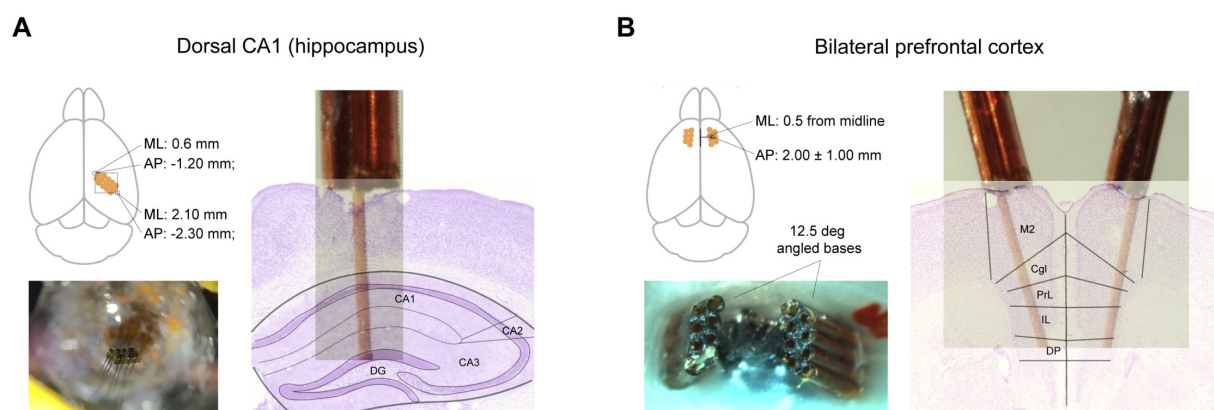 A
Dorsal CA1 (hippocampus)
ML: 0.6 mm
AP: -1.20 mm;
ML: 2.10 mm
AP: -2.30 mm;
CA1
CA2
CA3
DG
B
Bilateral prefrontal cortex
ML: 0.5 from midline
AP: 2.00 ± 1.00 mm
12.5 deg
angled bases
M2
CgI
PrL
IL
DP